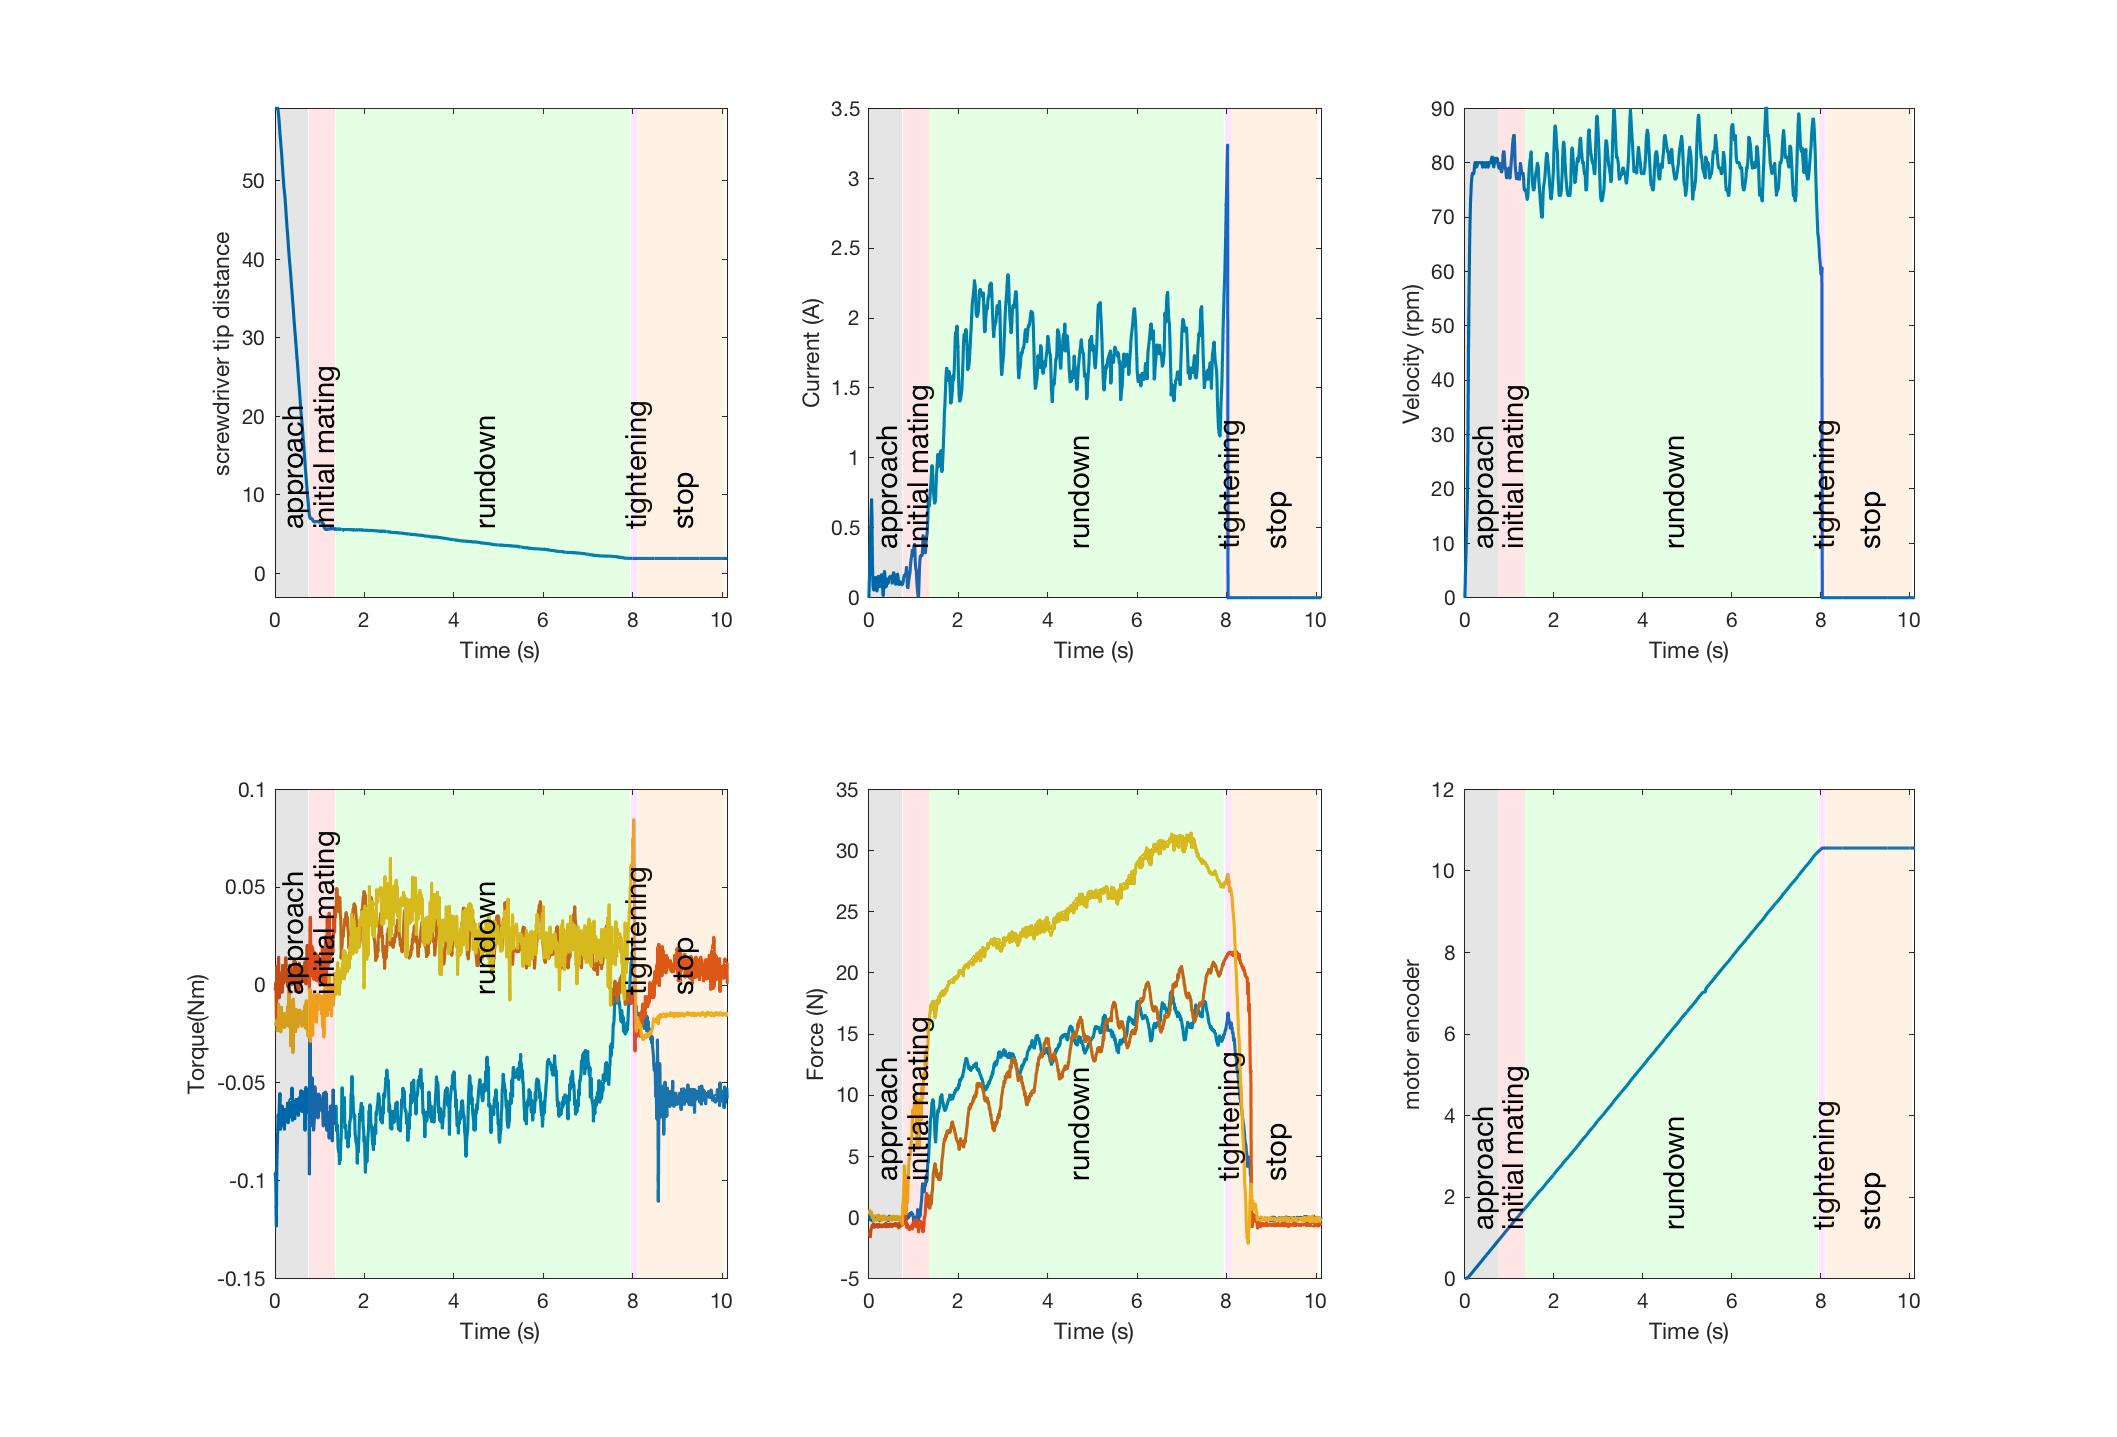 screwdriver tip distance
50
40
30
20
10
0
approach
initial mating
rundown
tightening
stop
0 2 4 6 8 10
Time (s)
Current (A)
3.5
3
2.5
2
1.5
1
0.5
0
approach
initial mating
rundown
tightening
stop
0 2 4 6 8 10
Time (s)
Velocity (rpm)
90
80
70
60
50
40
30
20
10
0
approach
initial mating
rundown
tightening
stop
0 2 4 6 8 10
Time (s)
Torque(Nm)
0.1
0.05
0
-0.05
-0.1
-0.15
approach
initial mating
rundown
tightening
stop
0 2 4 6 8 10
Time (s)
Force (N)
35
30
25
20
15
10
5
0
-5
approach
initial mating
rundown
tightening
stop
0 2 4 6 8 10
Time (s)
motor encoder
12
10
8
6
4
2
0
approach
initial mating
rundown
tightening
stop
0 2 4 6 8 10
Time (s)